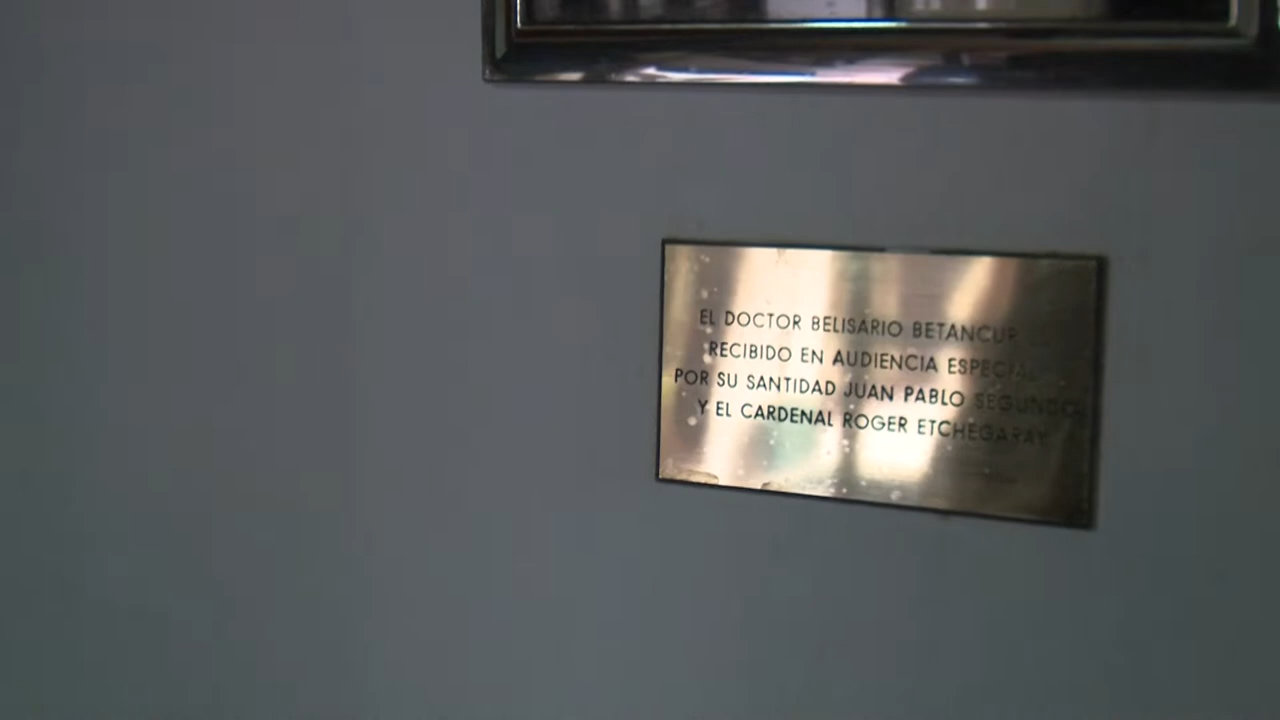 EL DOCTOR BELISARIO BETANCUR
RECIBIDO EN AUDIENCIA ESPECIAL
POR SU SANTIDAD JUAN PABLO SEGUNDO
Y EL CARDENAL ROGER ETCHEGARAY